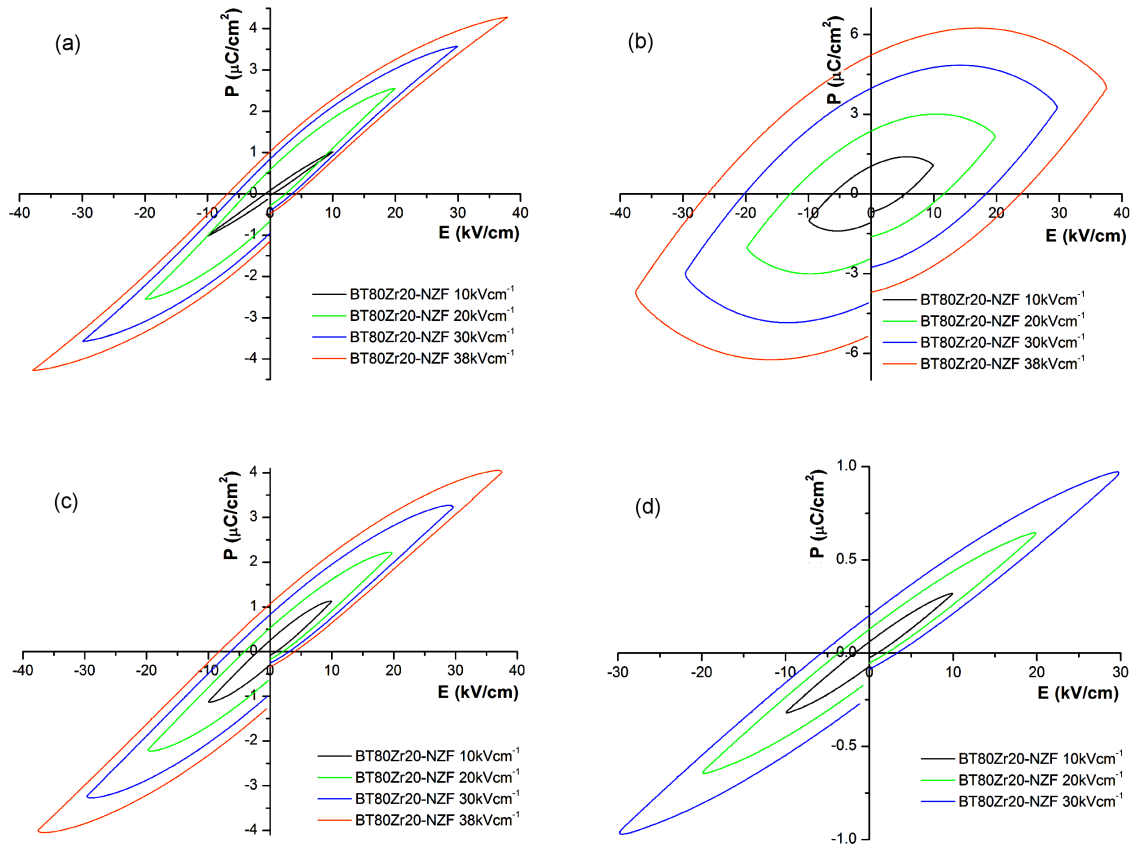 (a)
P (μC/cm²)
4
3
2
1
0
-1
-2
-3
-4
-40 -30 -20 -10 0 10 20 30 40
E (kV/cm)
BT80Zr20-NZF 10kVcm⁻¹
BT80Zr20-NZF 20kVcm⁻¹
BT80Zr20-NZF 30kVcm⁻¹
BT80Zr20-NZF 38kVcm⁻¹
(b)
P (μC/cm²)
6
3
0
-3
-6
-40 -30 -20 -10 0 10 20 30 40
E (kV/cm)
BT80Zr20-NZF 10kVcm⁻¹
BT80Zr20-NZF 20kVcm⁻¹
BT80Zr20-NZF 30kVcm⁻¹
BT80Zr20-NZF 38kVcm⁻¹
(c)
P (μC/cm²)
4
3
2
1
0
-1
-2
-3
-4
-40 -30 -20 -10 0 10 20 30 40
E (kV/cm)
BT80Zr20-NZF 10kVcm⁻¹
BT80Zr20-NZF 20kVcm⁻¹
BT80Zr20-NZF 30kVcm⁻¹
BT80Zr20-NZF 38kVcm⁻¹
(d)
P (μC/cm²)
1.0
0.5
0.0
-0.5
-1.0
-30 -20 -10 0 10 20 30
E (kV/cm)
BT80Zr20-NZF 10kVcm⁻¹
BT80Zr20-NZF 20kVcm⁻¹
BT80Zr20-NZF 30kVcm⁻¹